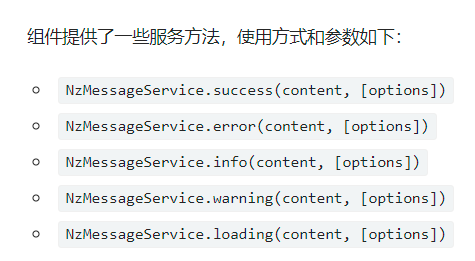 组件提供了一些服务方法，使用方式和参数如下：
NzMessageService.success(content, [options])
NzMessageService.error(content, [options])
NzMessageService.info(content, [options])
NzMessageService.warning(content, [options])
NzMessageService.loading(content, [options])